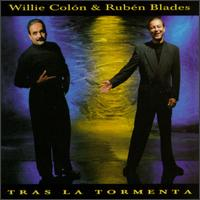 Willie Colón & Rubén Blades
TRAS LA TORMENTA